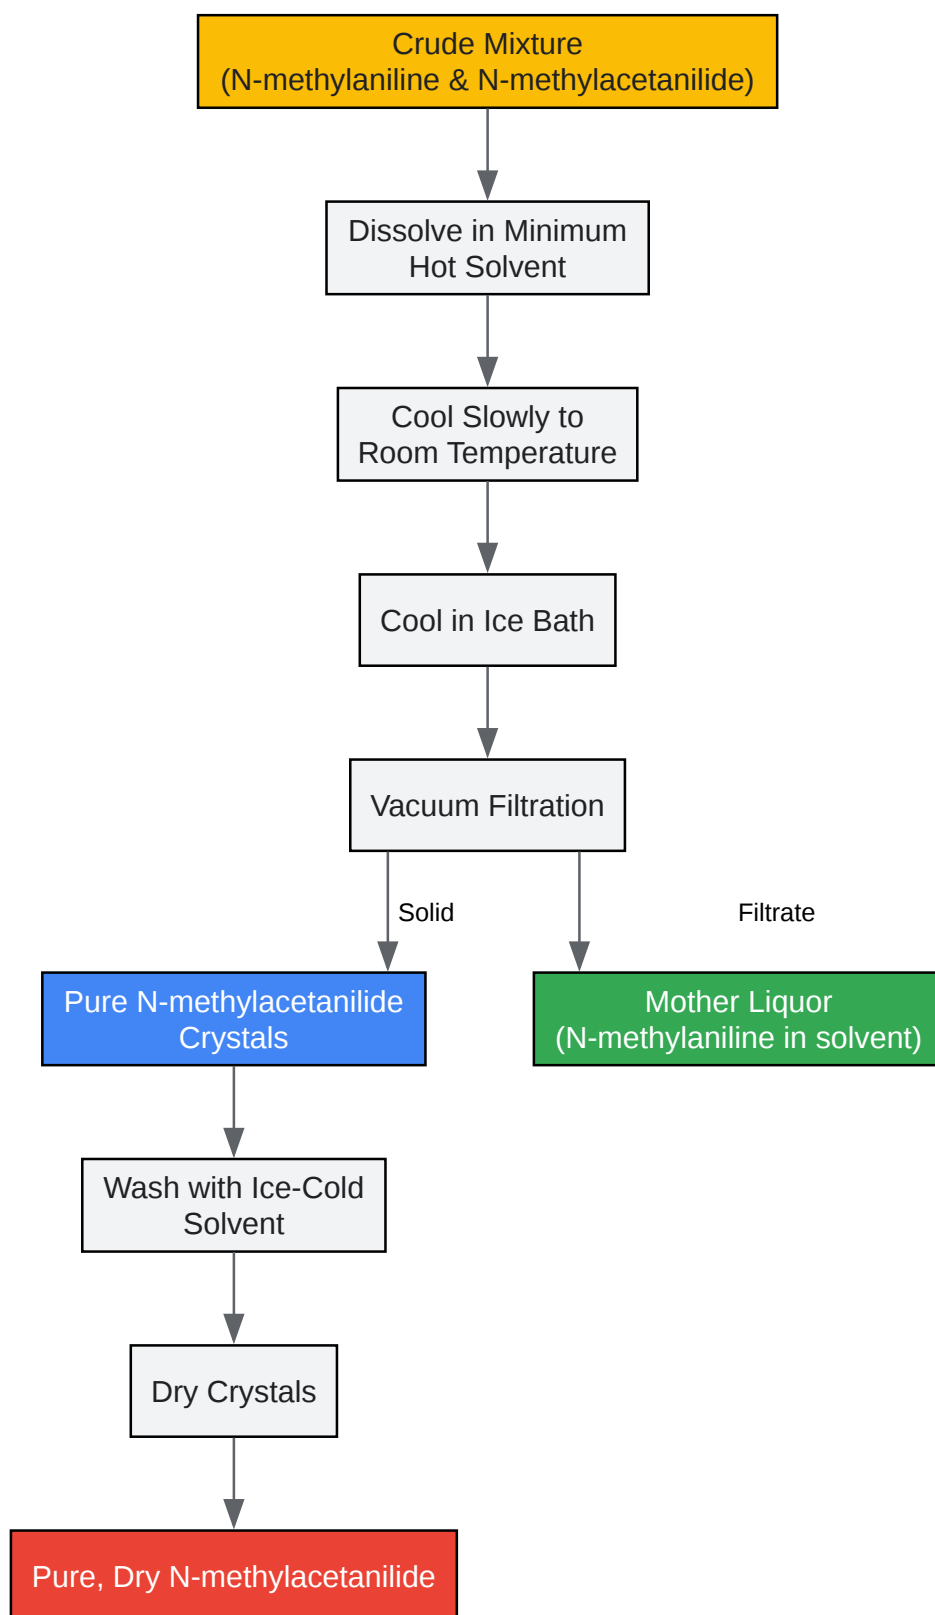 Crude Mixture
(N-methylaniline & N-methylacetanilide)
Dissolve in Minimum
Hot Solvent
Cool Slowly to
Room Temperature
Cool in Ice Bath
Vacuum Filtration
Solid
Filtrate
Pure N-methylacetanilide
Crystals
Mother Liquor
(N-methylaniline in solvent)
Wash with Ice-Cold
Solvent
Dry Crystals
Pure, Dry N-methylacetanilide